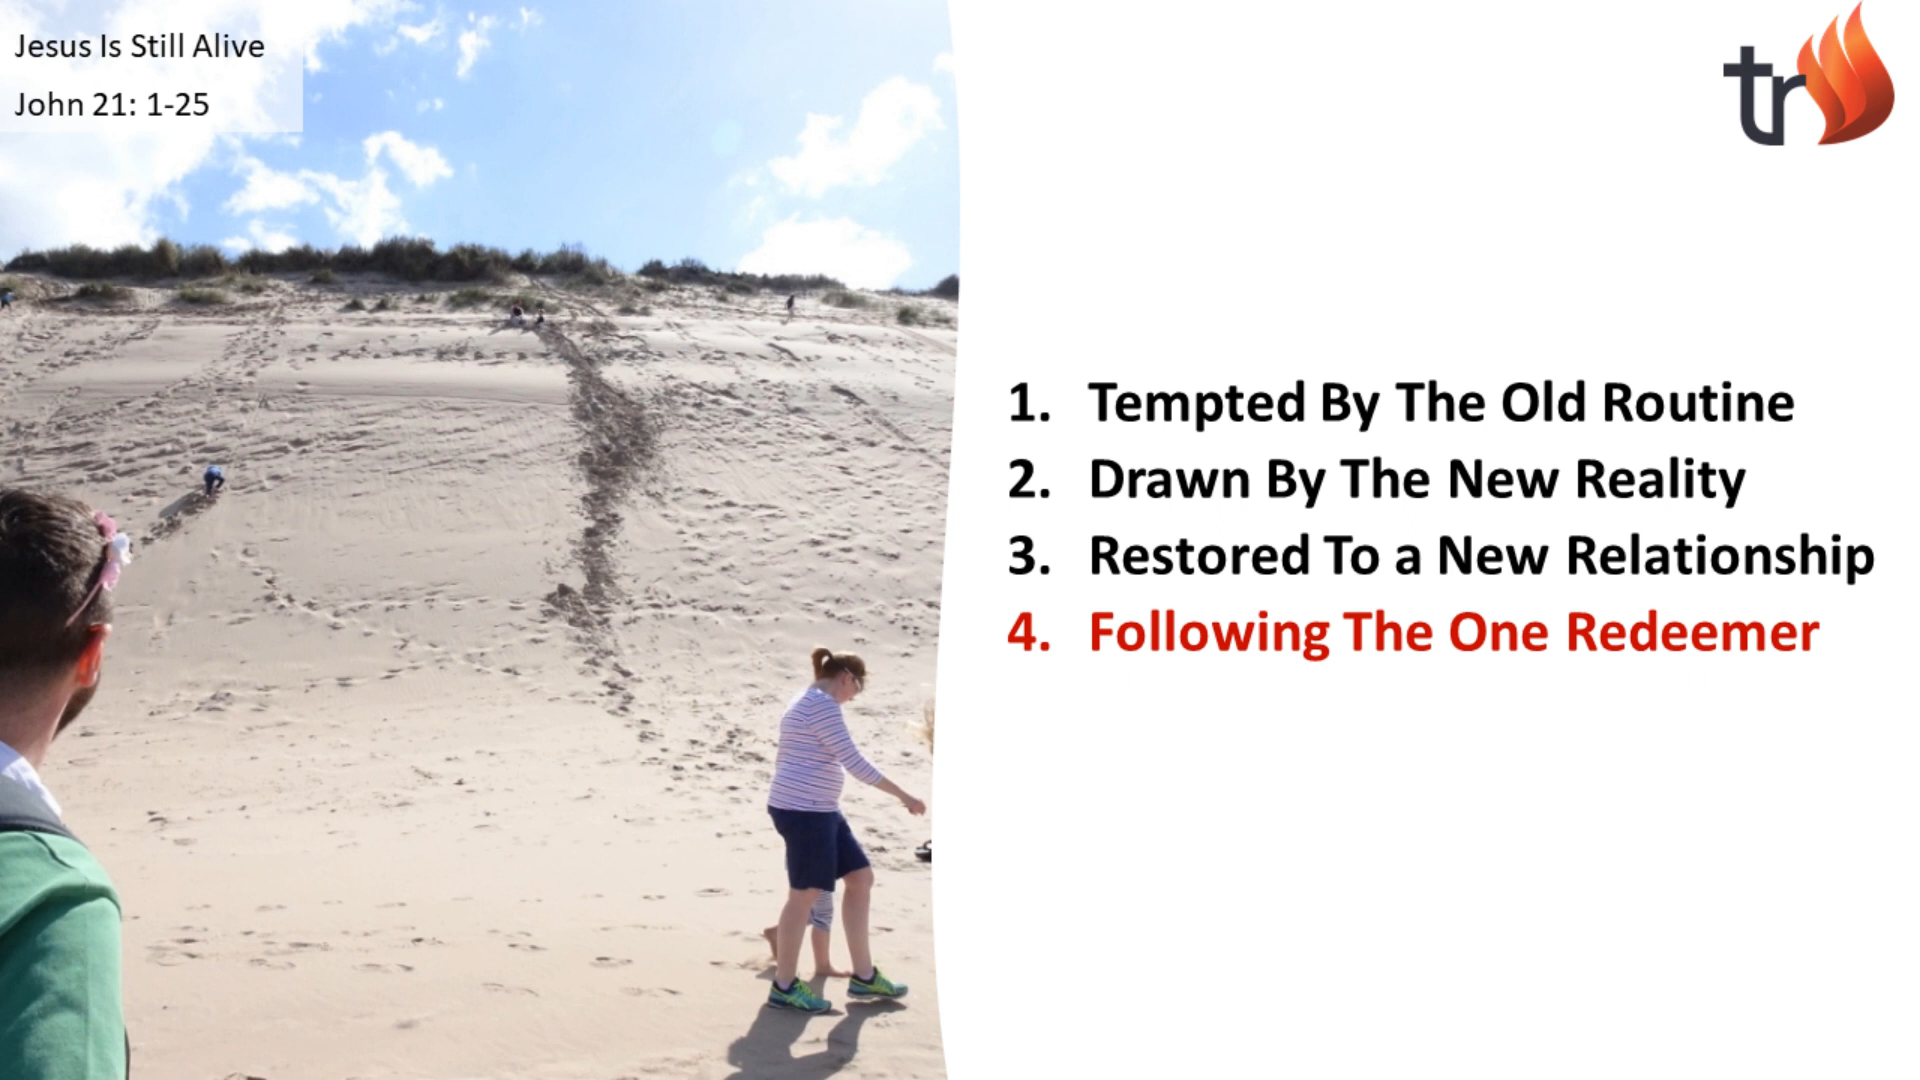 Jesus Is Still Alive
John 21: 1-25
tr
1. Tempted By The Old Routine
2. Drawn By The New Reality
3. Restored To a New Relationship
4. Following The One Redeemer